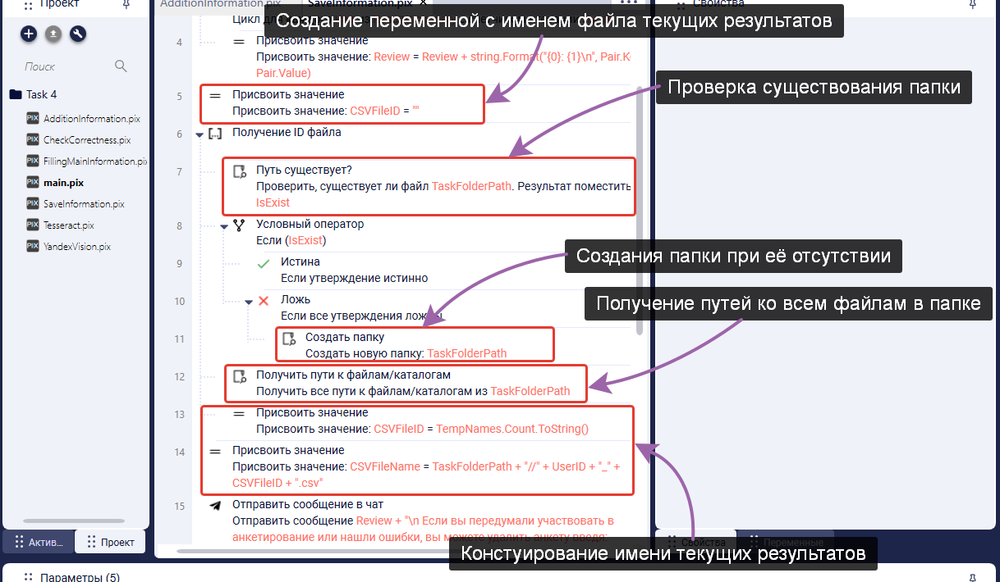 Проект
AdditionInformation.pix
SaveInformation.pix
Свойства
Создание переменной с именем файла текущих результатов
Цикл для
4
Присвоить значение
Присвоить значение: Review = Review + string.Format("{0}: {1}\n", Pair.K
Pair.Value)
Поиск
Task 4
AdditionInformation.pix
CheckCorrectness.pix
FillingMainInformation.pix
main.pix
SaveInformation.pix
Tesseract.pix
YandexVision.pix
Проверка существования папки
5
Присвоить значение
Присвоить значение: CSVFileID = ""
6
Получение ID файла
7
Путь существует?
Проверить, существует ли файл TaskFolderPath. Результат поместить
IsExist
8
Условный оператор
Если (IsExist)
Создания папки при её отсутствии
9
Истина
Если утверждение истинно
Получение путей ко всем файлам в папке
10
Ложь
Если все утверждения ложны
11
Создать папку
Создать новую папку: TaskFolderPath
12
Получить пути к файлам/каталогам
Получить все пути к файлам/каталогам из TaskFolderPath
13
Присвоить значение
Присвоить значение: CSVFileID = TempNames.Count.ToString()
14
Присвоить значение
Присвоить значение: CSVFileName = TaskFolderPath + "//" + UserID + "_" +
CSVFileID + ".csv"
15
Отправить сообщение в чат
Отправить сообщение Review + "\n Если вы передумали участвовать в
анкетирование или нашли ошибки, вы можете удалить анкету введя:
Актив...
Проект
Свойства
Переменные
Констуирование имени текущих результатов
Параметры (5)